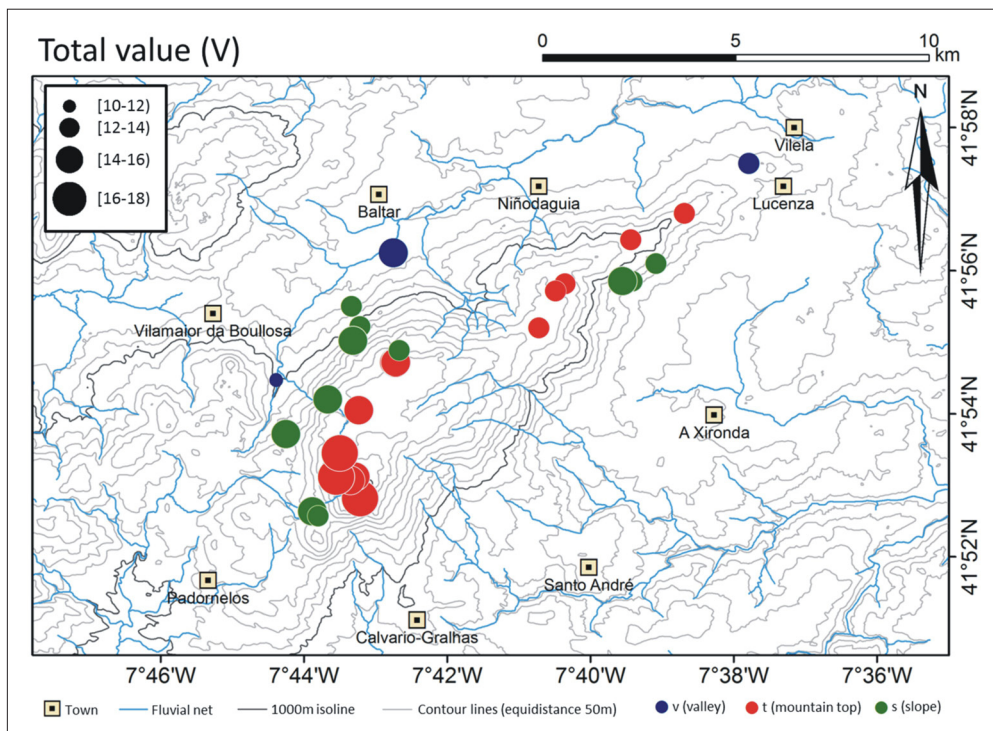 Total value (V)
0 5 10
km
[10-12)
[12-14)
[14-16)
[16-18)
N
Vilela
Lucenza
Baltar
Niñodaguia
Vilamaior da Boullosa
A Xironda
Santo André
Padornelos
Calvario-Gralhas
41°58'N
41°56'N
41°54'N
41°52'N
7°46'W 7°44'W 7°42'W 7°40'W 7°38'W 7°36'W
Town Fluvial net 1000m isoline Contour lines (equidistance 50m) v (valley) t (mountain top) s (slope)